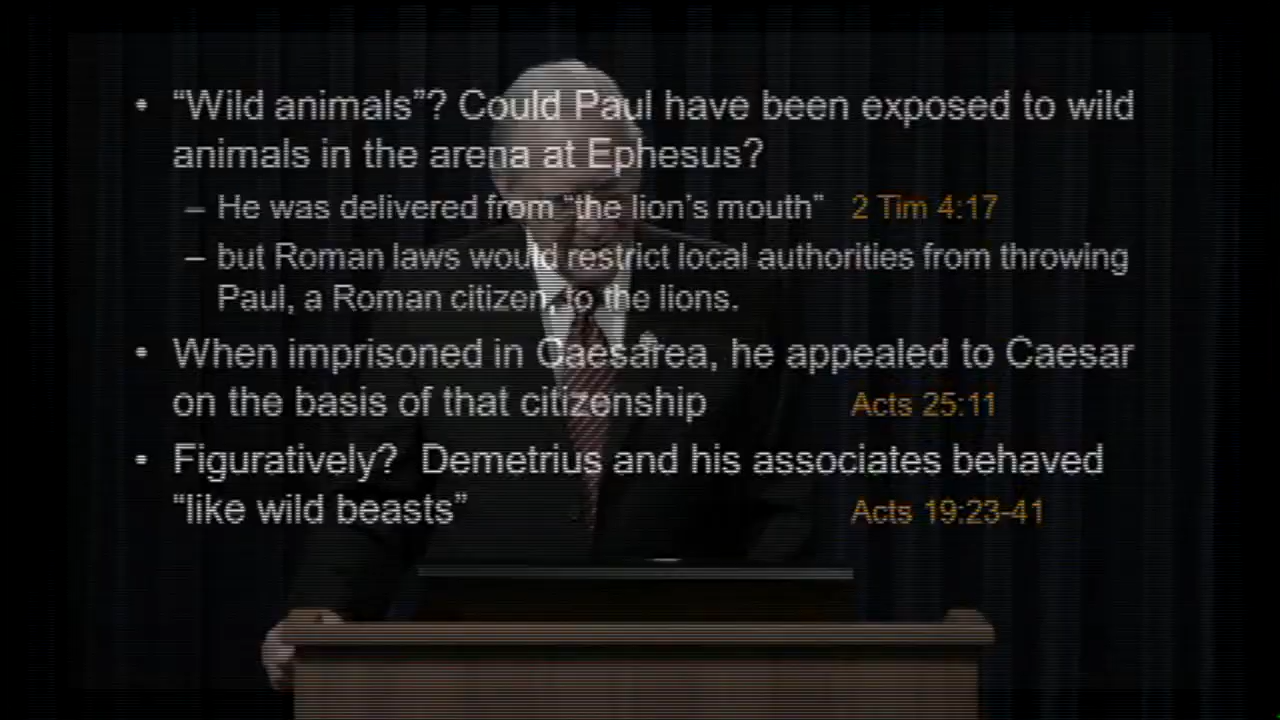 • “Wild animals”? Could Paul have been exposed to wild
animals in the arena at Ephesus?
– He was delivered from “the lion’s mouth” 2 Tim 4:17
– but Roman laws would restrict local authorities from throwing
Paul, a Roman citizen, to the lions.
• When imprisoned in Caesarea, he appealed to Caesar
on the basis of that citizenship Acts 25:11
• Figuratively? Demetrius and his associates behaved
“like wild beasts” Acts 19:23-41